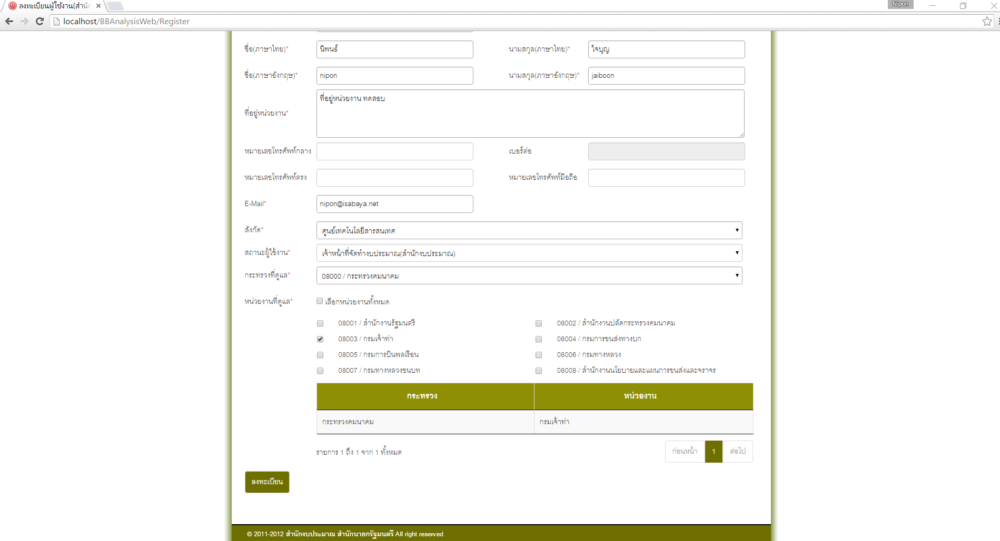 ลงทะเบียนผู้ใช้งาน(สำนัก
Nipon
localhost/BBAnalysisWeb/Register
ชื่อ(ภาษาไทย)* นิพนธ์ นามสกุล(ภาษาไทย)* ใจบุญ
ชื่อ(ภาษาอังกฤษ)* nipon นามสกุล(ภาษาอังกฤษ)* jaiboon
ที่อยู่หน่วยงาน* ที่อยู่หน่วยงาน ทดสอบ
หมายเลขโทรศัพท์กลาง เบอร์ต่อ
หมายเลขโทรศัพท์ตรง หมายเลขโทรศัพท์มือถือ
E-Mail* nipon@isabaya.net
สังกัด* ศูนย์เทคโนโลยีสารสนเทศ
สถานะผู้ใช้งาน* เจ้าหน้าที่จัดทำงบประมาณ(สำนักงบประมาณ)
กระทรวงที่ดูแล* 08000 / กระทรวงคมนาคม
หน่วยงานที่ดูแล* เลือกหน่วยงานทั้งหมด
08001 / สำนักงานรัฐมนตรี 08002 / สำนักงานปลัดกระทรวงคมนาคม
08003 / กรมเจ้าท่า 08004 / กรมการขนส่งทางบก
08005 / กรมการบินพลเรือน 08006 / กรมทางหลวง
08007 / กรมทางหลวงชนบท 08008 / สำนักงานนโยบายและแผนการขนส่งและจราจร
กระทรวง หน่วยงาน
กระทรวงคมนาคม กรมเจ้าท่า
รายการ 1 ถึง 1 จาก 1 ทั้งหมด ก่อนหน้า 1 ต่อไป
ลงทะเบียน
© 2011-2012 สำนักงบประมาณ สำนักนายกรัฐมนตรี All right reserved